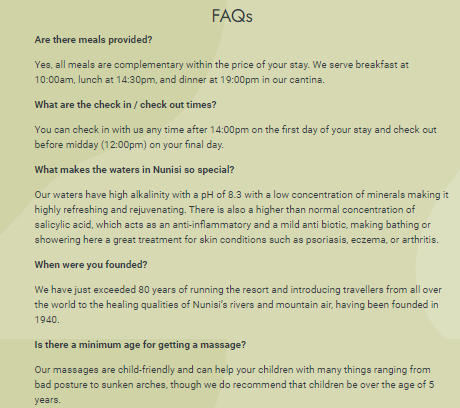 FAQs
Are there meals provided?
Yes, all meals are complementary within the price of your stay. We serve breakfast at
10:00am, lunch at 14:30pm, and dinner at 19:00pm in our cantina.
What are the check in / check out times?
You can check in with us any time after 14:00pm on the first day of your stay and check out
before midday (12:00pm) on your final day.
What makes the waters in Nunisi so special?
Our waters have high alkalinity with a pH of 8.3 with a low concentration of minerals making it
highly refreshing and rejuvenating. There is also a higher than normal concentration of
salicylic acid, which acts as an anti-inflammatory and a mild anti biotic, making bathing or
showering here a great treatment for skin conditions such as psoriasis, eczema, or arthritis.
When were you founded?
We have just exceeded 80 years of running the resort and introducing travellers from all over
the world to the healing qualities of Nunisi's rivers and mountain air, having been founded in
1940.
Is there a minimum age for getting a massage?
Our massages are child-friendly and can help your children with many things ranging from
bad posture to sunken arches, though we do recommend that children be over the age of 5
years.